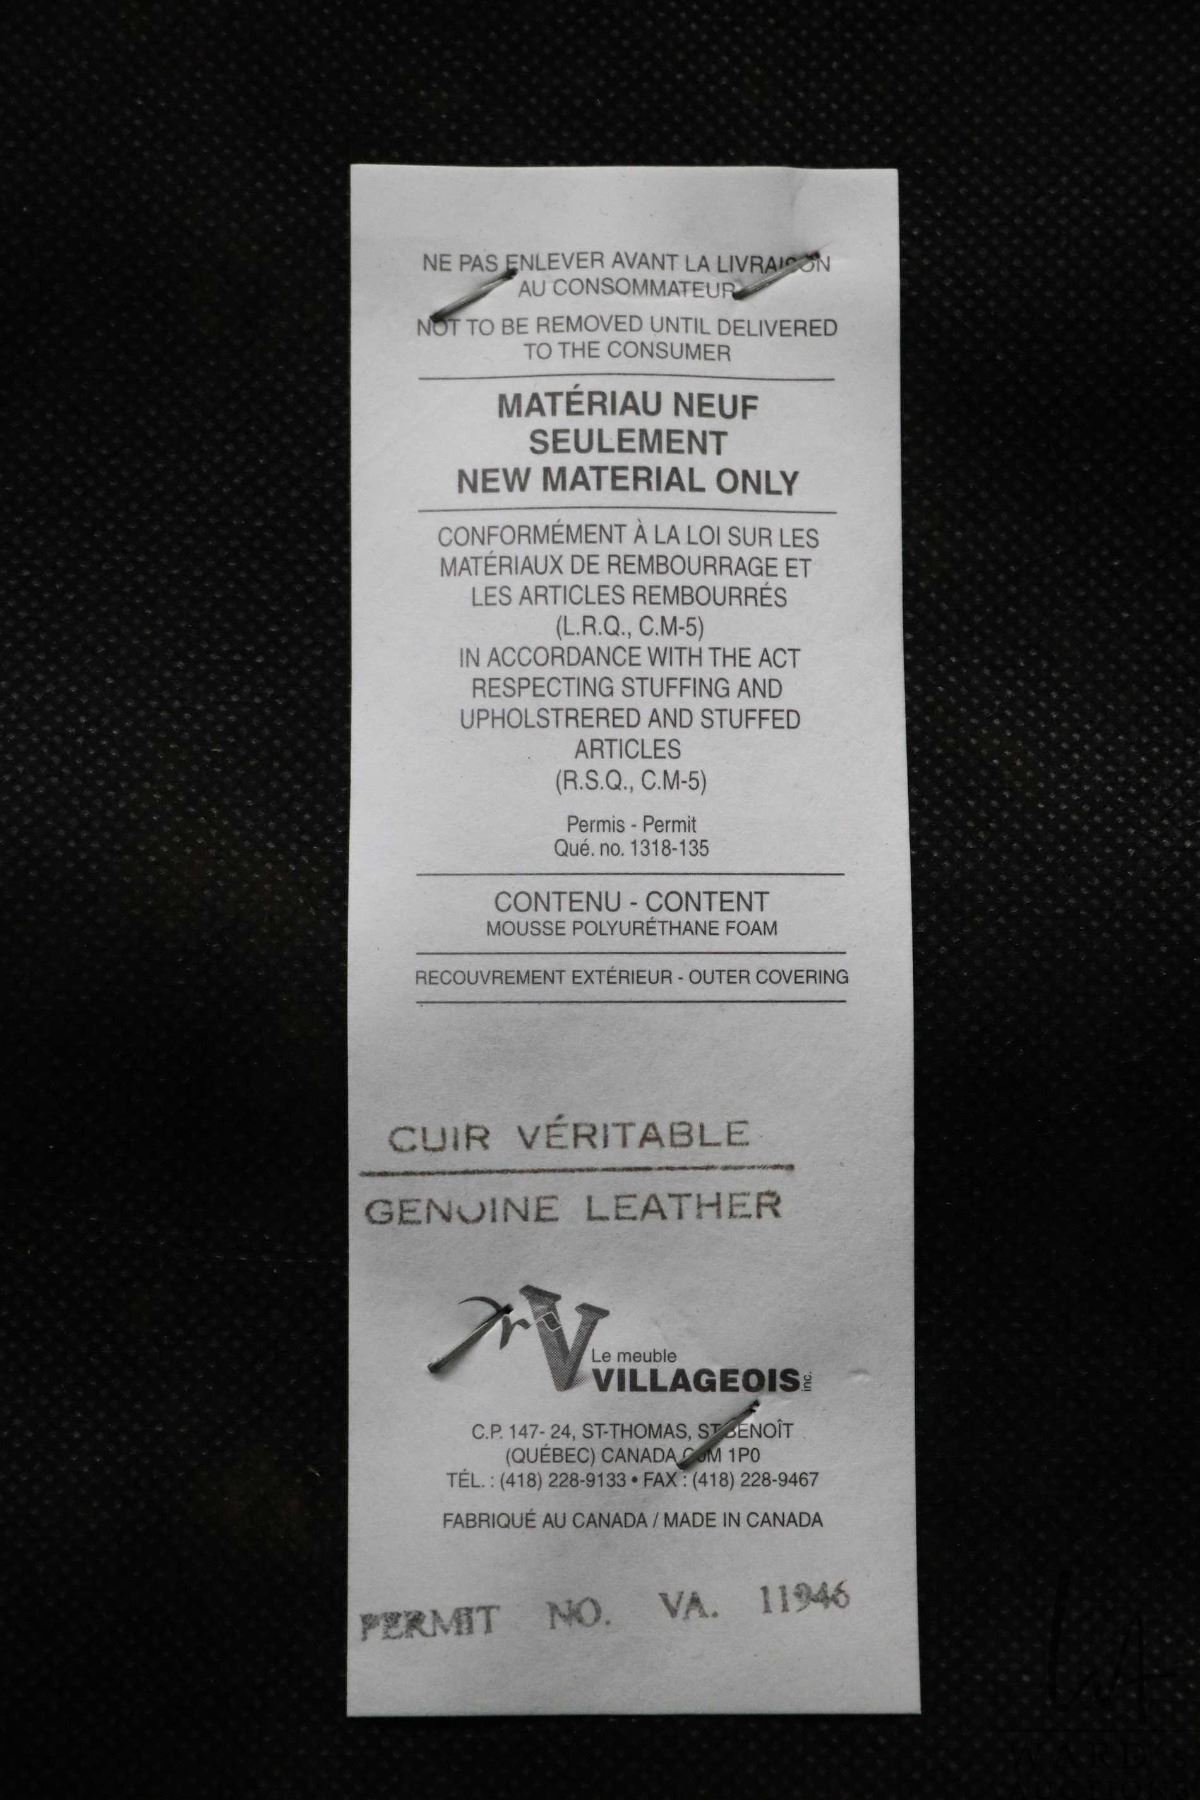 NE PAS ENLEVER AVANT LA LIVRAISON
AU CONSOMMATEUR
NOT TO BE REMOVED UNTIL DELIVERED
TO THE CONSUMER
MATÉRIAU NEUF
SEULEMENT
NEW MATERIAL ONLY
CONFORMÉMENT À LA LOI SUR LES
MATÉRIAUX DE REMBOURRAGE ET
LES ARTICLES REMBOURRÉS
(L.R.Q., C.M-5)
IN ACCORDANCE WITH THE ACT
RESPECTING STUFFING AND
UPHOLSTRERED AND STUFFED
ARTICLES
(R.S.Q., C.M-5)
Permis - Permit
Qué. no. 1318-135
CONTENU - CONTENT
MOUSSE POLYURÉTHANE FOAM
RECOUVREMENT EXTÉRIEUR - OUTER COVERING
CUIR VÉRITABLE
GENUINE LEATHER
Le meuble
VILLAGEOIS inc.
C.P. 147- 24, ST-THOMAS, ST-BENOÎT
(QUÉBEC) CANADA G0M 1P0
TÉL. : (418) 228-9133 • FAX : (418) 228-9467
FABRIQUÉ AU CANADA / MADE IN CANADA
PERMIT NO. VA. 11946